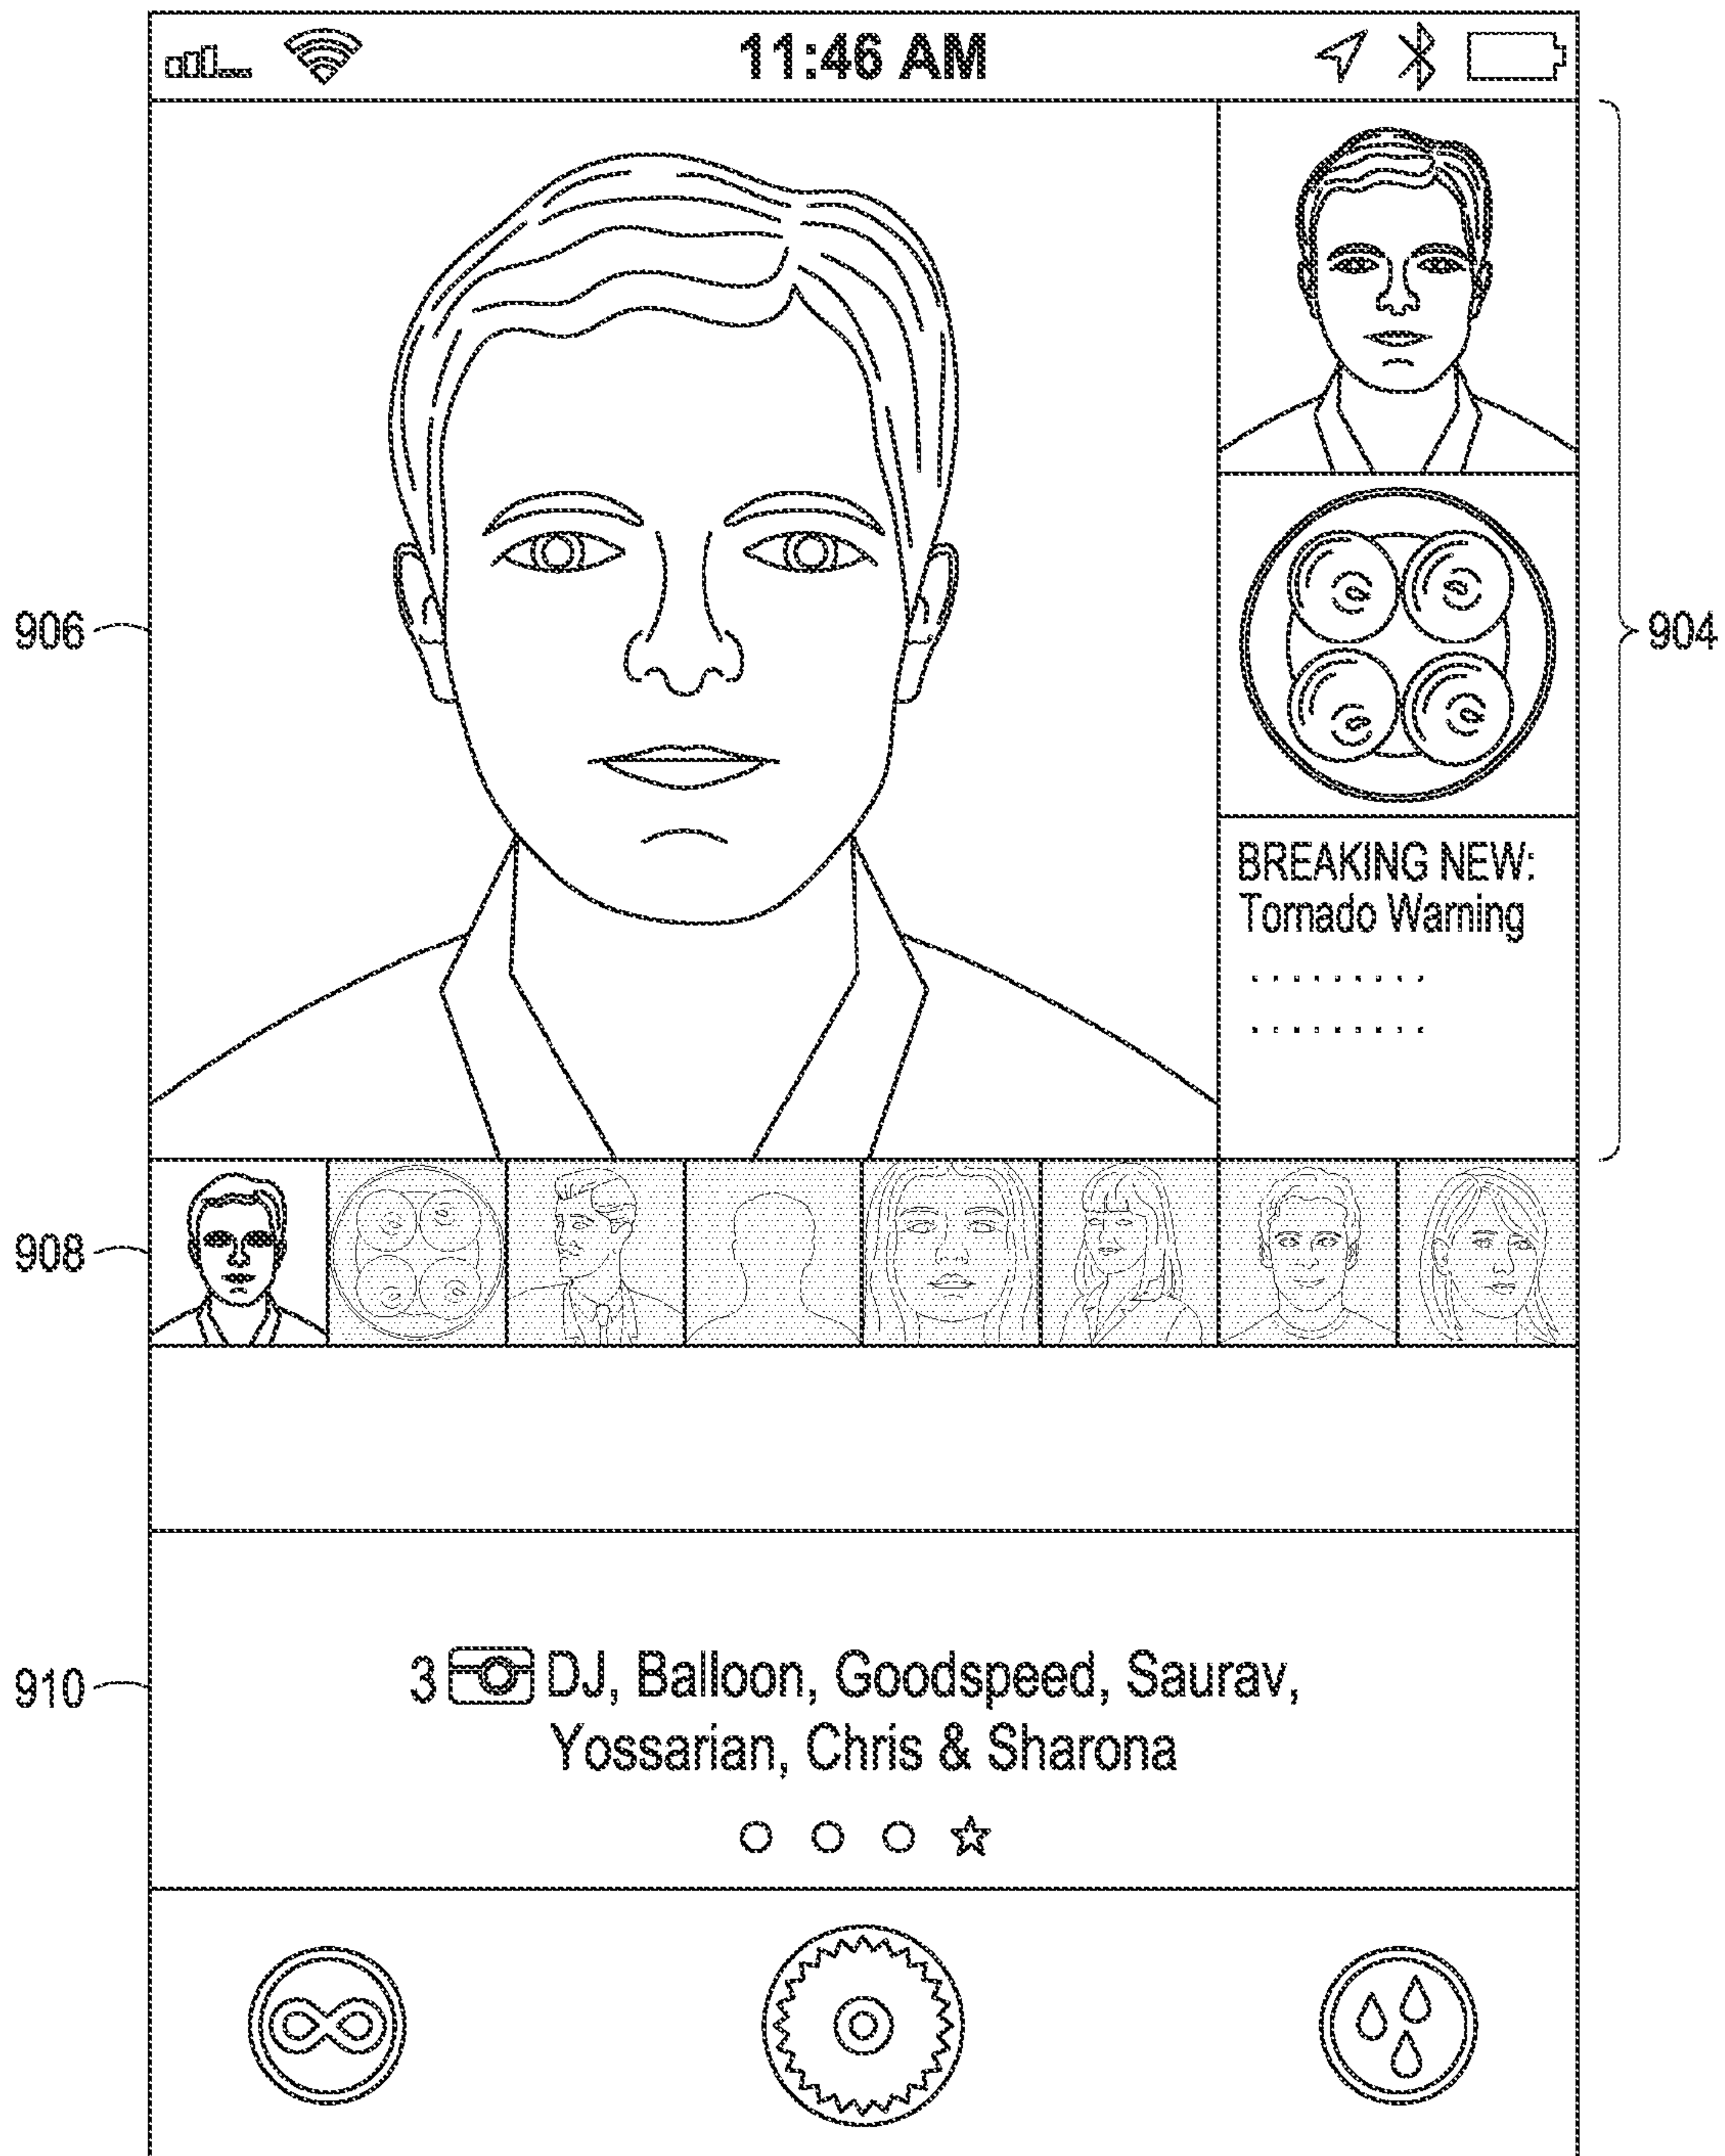 11:46 AM
906
904
BREAKING NEW:
Tornado Warning
908
910
3 DJ, Balloon, Goodspeed, Saurav,
Yossarian, Chris & Sharona